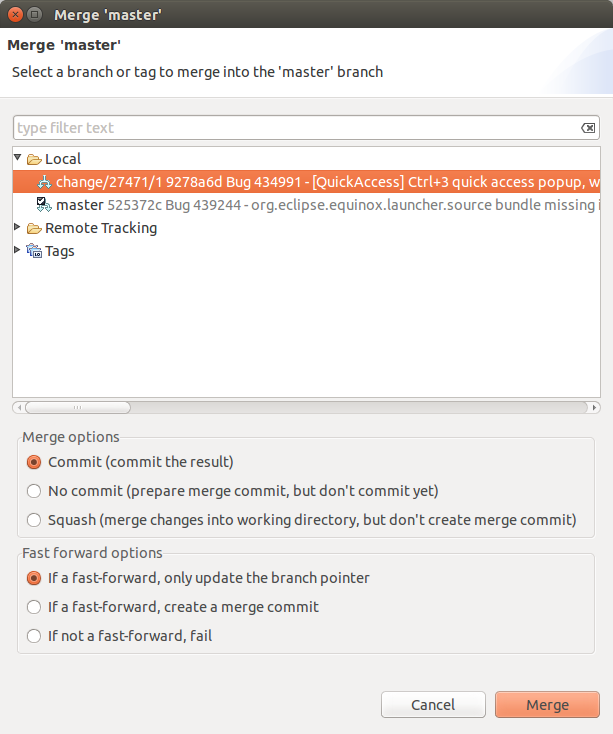 Merge 'master'
Merge 'master'
Select a branch or tag to merge into the 'master' branch
type filter text
Local
change/27471/1 9278a6d Bug 434991 - [QuickAccess] Ctrl+3 quick access popup, w
master 525372c Bug 439244 - org.eclipse.equinox.launcher.source bundle missing i
Remote Tracking
Tags
Merge options
Commit (commit the result)
No commit (prepare merge commit, but don't commit yet)
Squash (merge changes into working directory, but don't create merge commit)
Fast forward options
If a fast-forward, only update the branch pointer
If a fast-forward, create a merge commit
If not a fast-forward, fail
Cancel
Merge